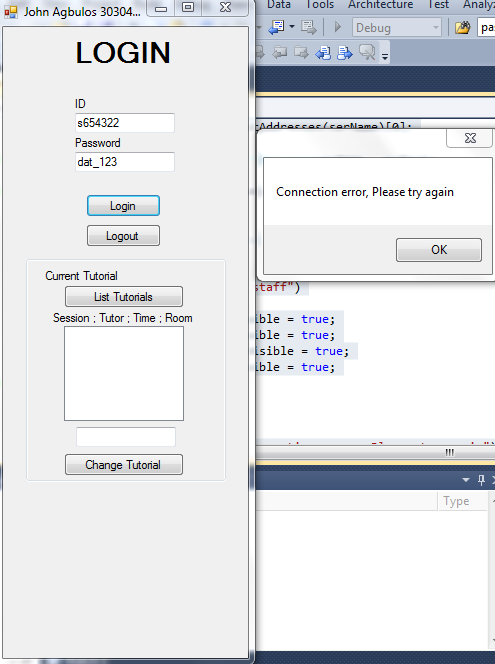 John Agbulos 30304...
LOGIN
ID
s654322
Password
dat_123
Login
Logout
Current Tutorial
List Tutorials
Session ; Tutor ; Time ; Room
Change Tutorial
Data Tools Architecture Test Analy
Debug
pas
Addresses(serName)[0];
Connection error, Please try again
OK
staff")
ible = true;
ible = true;
isible = true;
ible = true;
Type